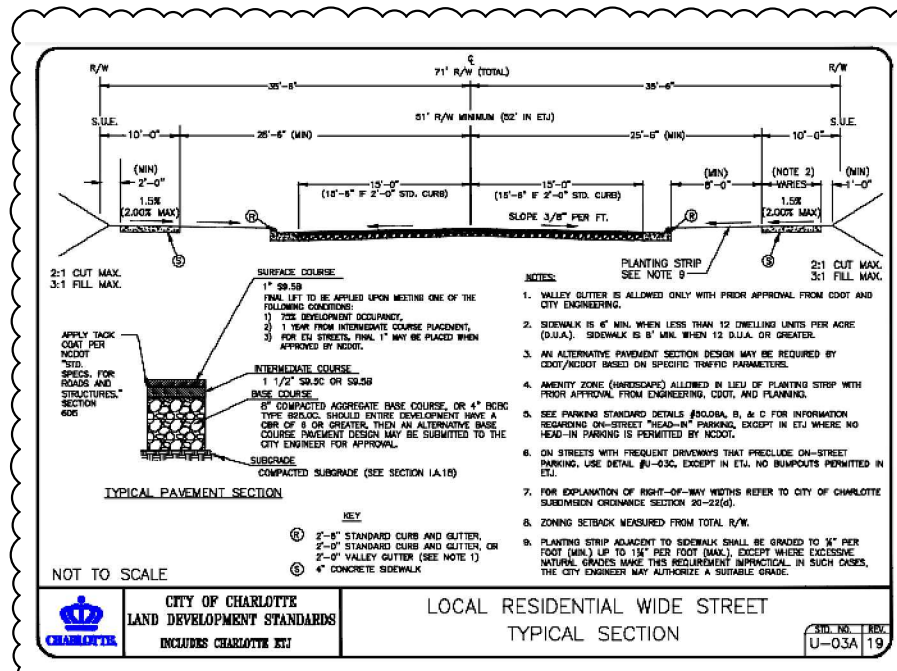 ℄
R/W
71' R/W (TOTAL)
R/W
35'-6"
35'-6"
S.U.E.
51' R/W MINIMUM (52' IN ETJ)
S.U.E.
10'-0"
25'-6" (MIN)
25'-6" (MIN)
10'-0"
(MIN)
2'-0"
15'-0"
(15'-6" IF 2'-0" STD. CURB)
15'-0"
(15'-6" IF 2'-0" STD. CURB)
(MIN)
8'-0"
(NOTE 2)
VARIES
(MIN)
1'-0"
1.5%
(2.00% MAX)
1.5%
(2.00% MAX)
R
SLOPE 3/8" PER FT.
R
S
S
2:1 CUT MAX.
3:1 FILL MAX.
PLANTING STRIP
SEE NOTE 9
2:1 CUT MAX.
3:1 FILL MAX.
SURFACE COURSE
1" S9.5B
FINAL LIFT TO BE APPLIED UPON MEETING ONE OF THE
FOLLOWING CONDITIONS:
1) 75% DEVELOPMENT OCCUPANCY,
2) 1 YEAR FROM INTERMEDIATE COURSE PLACEMENT,
3) FOR ETJ STREETS, FINAL 1" MAY BE PLACED WHEN
APPROVED BY NCDOT.
APPLY TACK
COAT PER
NCDOT
"STD.
SPECS. FOR
ROADS AND
STRUCTURES,"
SECTION
605
INTERMEDIATE COURSE
1 1/2" S9.5C OR S9.5B
BASE COURSE
8" COMPACTED AGGREGATE BASE COURSE, OR 4" BCBC
TYPE B25.0C. SHOULD ENTIRE DEVELOPMENT HAVE A
CBR OF 8 OR GREATER, THEN AN ALTERNATIVE BASE
COURSE PAVEMENT DESIGN MAY BE SUBMITTED TO THE
CITY ENGINEER FOR APPROVAL.
SUBGRADE
COMPACTED SUBGRADE (SEE SECTION I.A.16)
TYPICAL PAVEMENT SECTION
KEY
R 2'-6" STANDARD CURB AND GUTTER,
2'-0" STANDARD CURB AND GUTTER, OR
2'-0" VALLEY GUTTER (SEE NOTE 1)
S 4" CONCRETE SIDEWALK
NOTES:
1. VALLEY GUTTER IS ALLOWED ONLY WITH PRIOR APPROVAL FROM CDOT AND
CITY ENGINEERING.
2. SIDEWALK IS 6' MIN. WHEN LESS THAN 12 DWELLING UNITS PER ACRE
(D.U.A.). SIDEWALK IS 8' MIN. WHEN 12 D.U.A. OR GREATER.
3. AN ALTERNATIVE PAVEMENT SECTION DESIGN MAY BE REQUIRED BY
CDOT/NCDOT BASED ON SPECIFIC TRAFFIC PARAMETERS.
4. AMENITY ZONE (HARDSCAPE) ALLOWED IN LIEU OF PLANTING STRIP WITH
PRIOR APPROVAL FROM ENGINEERING, CDOT, AND PLANNING.
5. SEE PARKING STANDARD DETAILS #50.09A, B, & C FOR INFORMATION
REGARDING ON-STREET "HEAD-IN" PARKING, EXCEPT IN ETJ WHERE NO
HEAD-IN PARKING IS PERMITTED BY NCDOT.
6. ON STREETS WITH FREQUENT DRIVEWAYS THAT PRECLUDE ON-STREET
PARKING, USE DETAIL #U-03C, EXCEPT IN ETJ. NO BUMPOUTS PERMITTED IN
ETJ.
7. FOR EXPLANATION OF RIGHT-OF-WAY WIDTHS REFER TO CITY OF CHARLOTTE
SUBDIVISION ORDINANCE SECTION 20-22(d).
8. ZONING SETBACK MEASURED FROM TOTAL R/W.
9. PLANTING STRIP ADJACENT TO SIDEWALK SHALL BE GRADED TO ¼" PER
FOOT (MIN.) UP TO 1¼" PER FOOT (MAX.), EXCEPT WHERE EXCESSIVE
NATURAL GRADES MAKE THIS REQUIREMENT IMPRACTICAL. IN SUCH CASES,
THE CITY ENGINEER MAY AUTHORIZE A SUITABLE GRADE.
NOT TO SCALE
CHARLOTTE
CITY OF CHARLOTTE
LAND DEVELOPMENT STANDARDS
INCLUDES CHARLOTTE ETJ
LOCAL RESIDENTIAL WIDE STREET
TYPICAL SECTION
STD. NO. REV.
U-03A 19